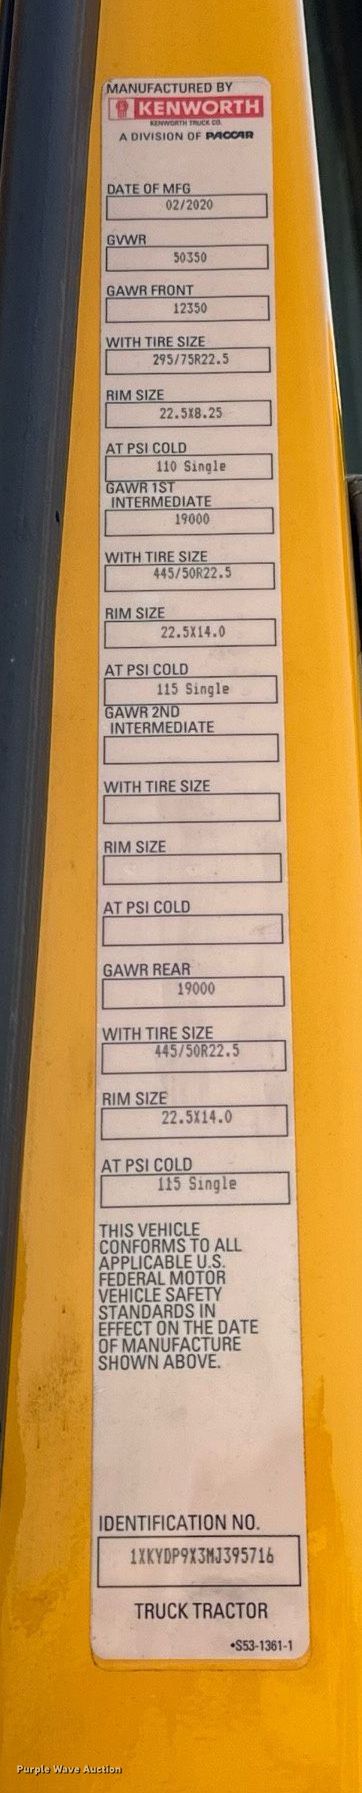 MANUFACTURED BY
KENWORTH
KENWORTH TRUCK CO.
A DIVISION OF PACCAR
DATE OF MFG
02/2020
GVWR
50350
GAWR FRONT
12350
WITH TIRE SIZE
295/75R22.5
RIM SIZE
22.5X8.25
AT PSI COLD
110 Single
GAWR 1ST
INTERMEDIATE
19000
WITH TIRE SIZE
445/50R22.5
RIM SIZE
22.5X14.0
AT PSI COLD
115 Single
GAWR 2ND
INTERMEDIATE
WITH TIRE SIZE
RIM SIZE
AT PSI COLD
GAWR REAR
19000
WITH TIRE SIZE
445/50R22.5
RIM SIZE
22.5X14.0
AT PSI COLD
115 Single
THIS VEHICLE
CONFORMS TO ALL
APPLICABLE U.S.
FEDERAL MOTOR
VEHICLE SAFETY
STANDARDS IN
EFFECT ON THE DATE
OF MANUFACTURE
SHOWN ABOVE.
IDENTIFICATION NO.
1XKYDP9X3MJ395716
TRUCK TRACTOR
•S53-1361-1
Purple Wave Auction